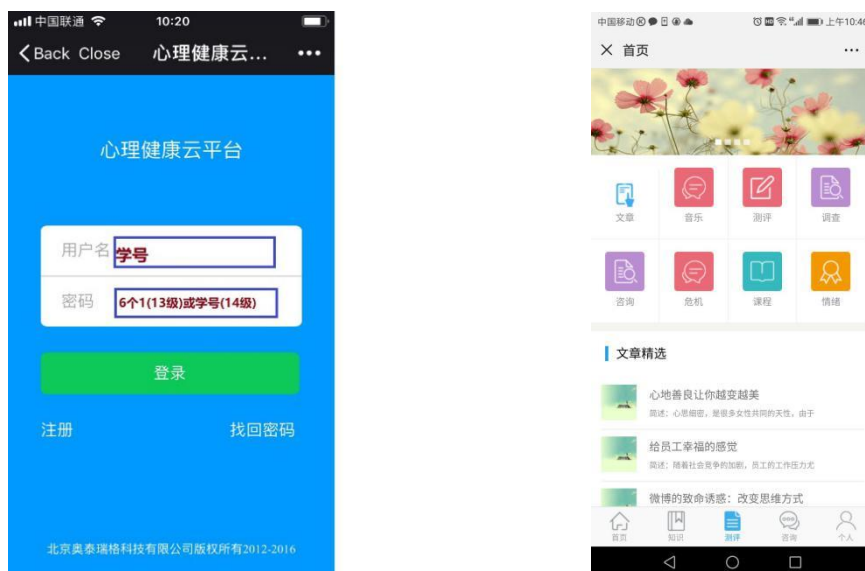 中国联通 10:20
Back Close 心理健康云...
心理健康云平台
用户名 学号
密码 6个1(13级)或学号(14级)
登录
注册 找回密码
北京奥泰瑞格科技有限公司版权所有2012-2016
中国移动 上午10:46
首页
文章 音乐 测评 调查
咨询 危机 课程 情绪
文章精选
心地善良让你越变越美
简述:心思细密,是很多女性共同的天性,由于
给员工幸福的感觉
简述:随着社会竞争的加剧,员工的工作压力尤
微博的致命诱惑:改变思维方式
首页 知识 测评 咨询 个人